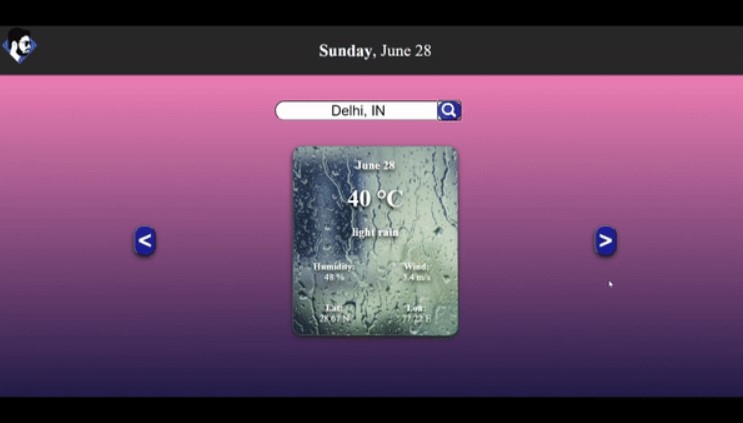 Sunday, June 28
Delhi, IN
June 28
40 °C
light rain
Humidity: Wind:
48 % 3.4 m/s
Lat: Lon:
28.67 N 77.22 E
< >